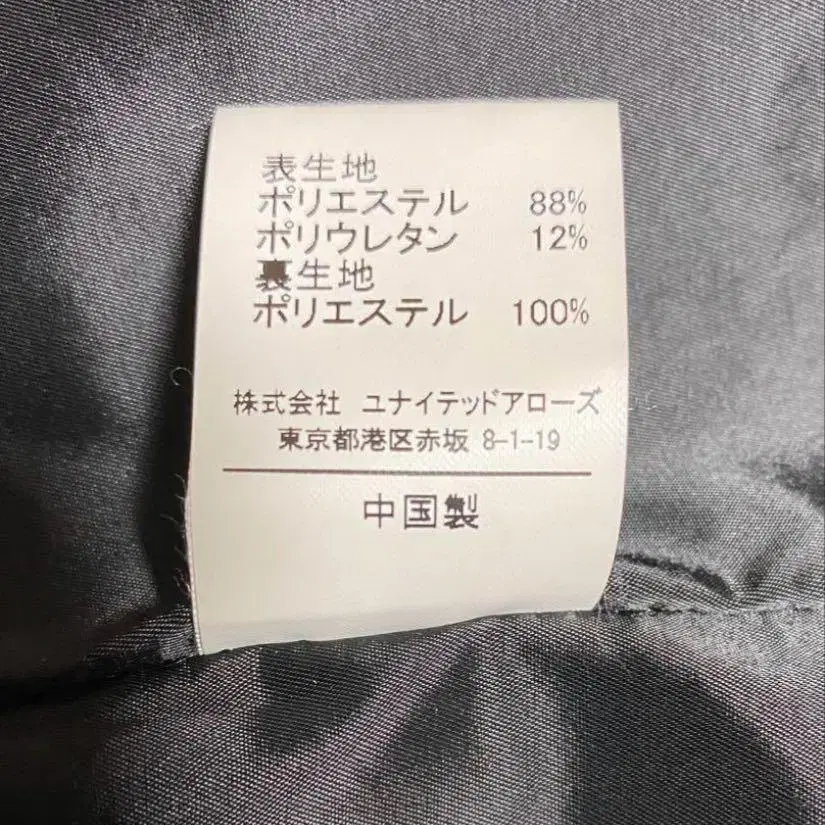 表生地
ポリエステル 88%
ポリウレタン 12%
裏生地
ポリエステル 100%
株式会社 ユナイテッドアローズ
東京都港区赤坂 8-1-19
中国製